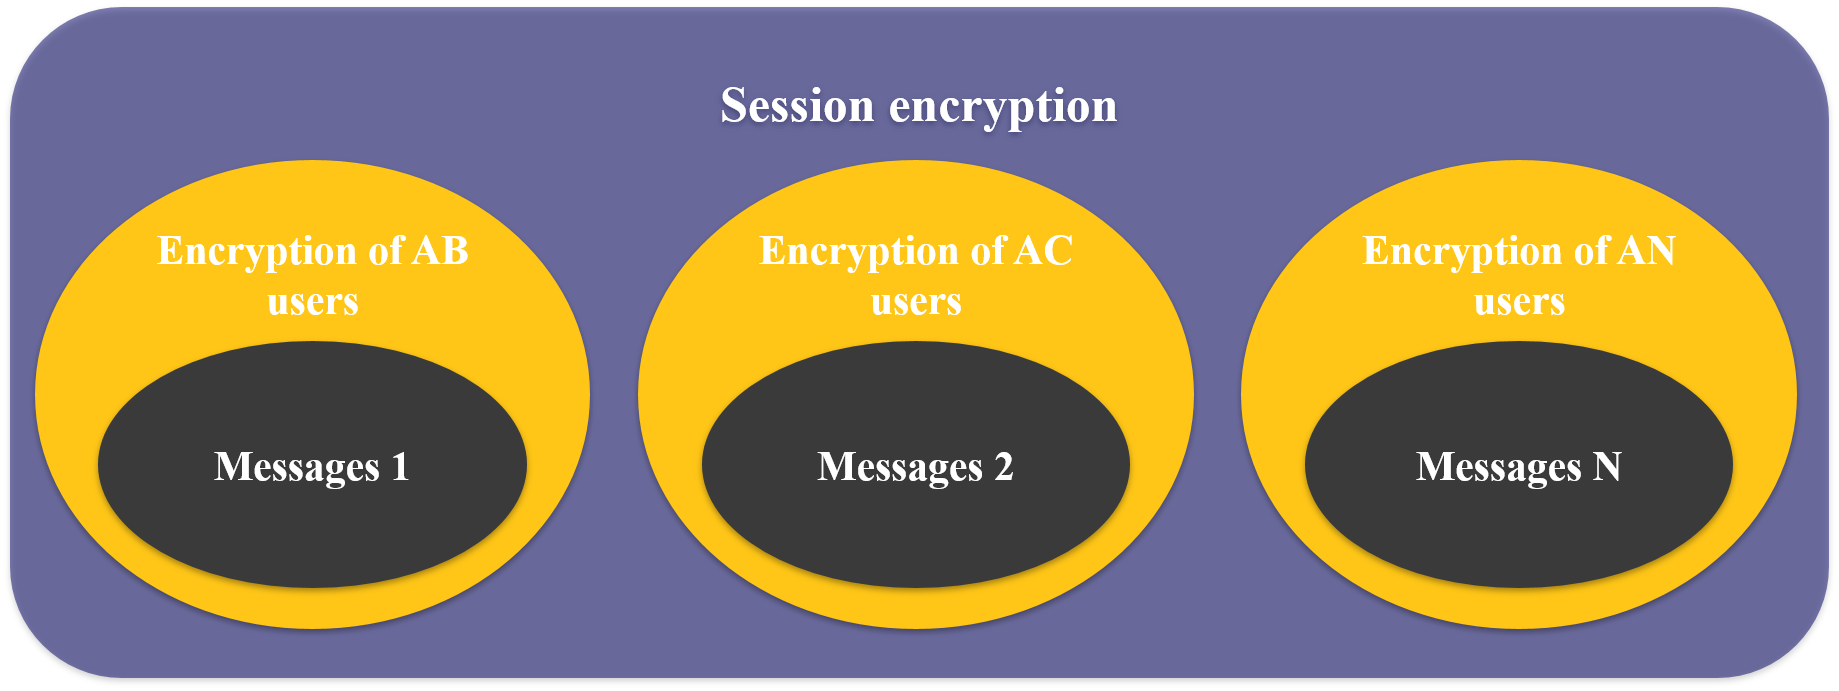 Session encryption
Encryption of AB
users
Messages 1
Encryption of AC
users
Messages 2
Encryption of AN
users
Messages N